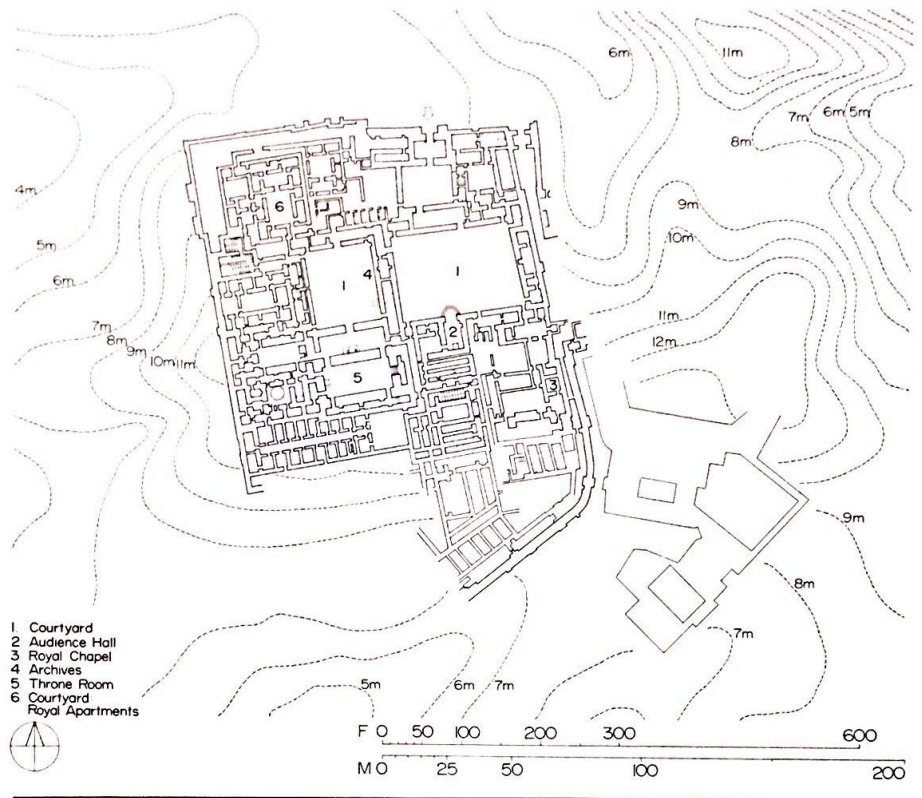 6m 11m
7m 6m 5m
8m
4m
6
9m
5m
10m
6m
1 4 1
7m
8m
9m
10m 11m
2
11m
12m
5
3
9m
8m
7m
5m 6m 7m
1. Courtyard
2 Audience Hall
3 Royal Chapel
4 Archives
5 Throne Room
6 Courtyard
Royal Apartments
F 0 50 100 200 300 600
M 0 25 50 100 200